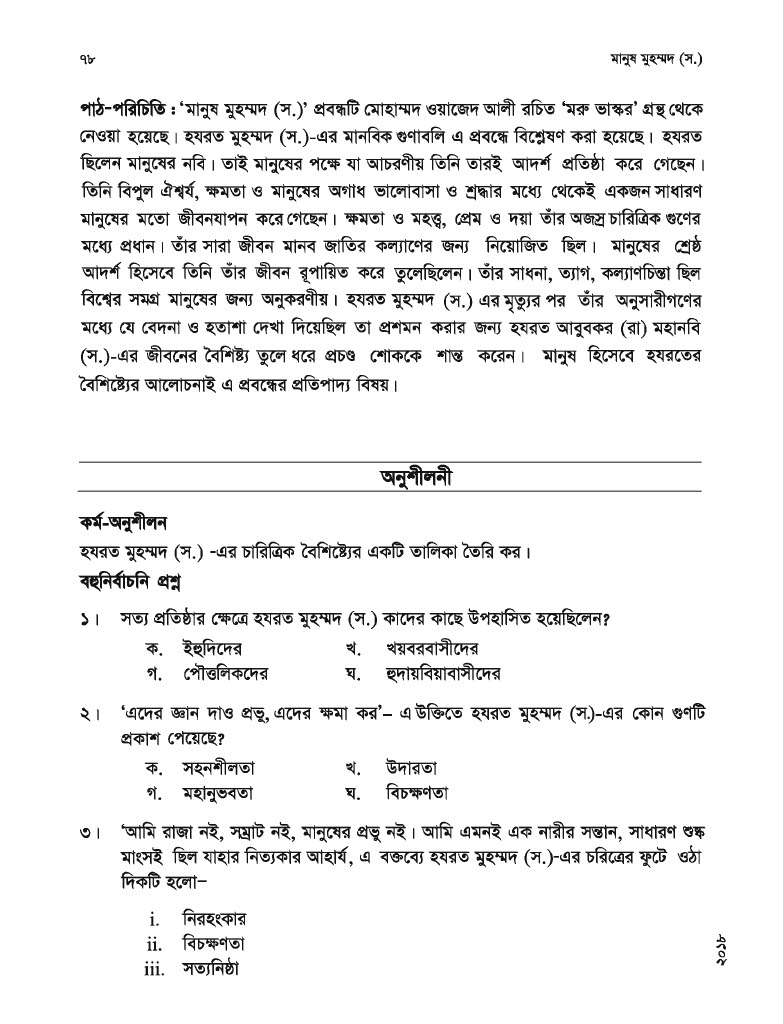 ৭৮ মানুষ মুহম্মদ (স.)
পাঠ-পরিচিতি : ‘মানুষ মুহম্মদ (স.)’ প্রবন্ধটি মোহাম্মদ ওয়াজেদ আলী রচিত ‘মরু ভাস্কর’ গ্রন্থ থেকে
নেওয়া হয়েছে। হযরত মুহম্মদ (স.)-এর মানবিক গুণাবলি এ প্রবন্ধে বিশ্লেষণ করা হয়েছে। হযরত
ছিলেন মানুষের নবি। তাই মানুষের পক্ষে যা আচরণীয় তিনি তারই আদর্শ প্রতিষ্ঠা করে গেছেন।
তিনি বিপুল ঐশ্বর্য, ক্ষমতা ও মানুষের অগাধ ভালোবাসা ও শ্রদ্ধার মধ্যে থেকেই একজন সাধারণ
মানুষের মতো জীবনযাপন করে গেছেন। ক্ষমতা ও মহত্ত্ব, প্রেম ও দয়া তাঁর অজস্র চারিত্রিক গুণের
মধ্যে প্রধান। তাঁর সারা জীবন মানব জাতির কল্যাণের জন্য নিয়োজিত ছিল। মানুষের শ্রেষ্ঠ
আদর্শ হিসেবে তিনি তাঁর জীবন রূপায়িত করে তুলেছিলেন। তাঁর সাধনা, ত্যাগ, কল্যাণচিন্তা ছিল
বিশ্বের সমগ্র মানুষের জন্য অনুকরণীয়। হযরত মুহম্মদ (স.) এর মৃত্যুর পর তাঁর অনুসারীগণের
মধ্যে যে বেদনা ও হতাশা দেখা দিয়েছিল তা প্রশমন করার জন্য হযরত আবুবকর (রা) মহানবি
(স.)-এর জীবনের বৈশিষ্ট্য তুলে ধরে প্রচণ্ড শোককে শান্ত করেন। মানুষ হিসেবে হযরতের
বৈশিষ্ট্যের আলোচনাই এ প্রবন্ধের প্রতিপাদ্য বিষয়।
অনুশীলনী
কর্ম-অনুশীলন
হযরত মুহম্মদ (স.) -এর চারিত্রিক বৈশিষ্ট্যের একটি তালিকা তৈরি কর।
বহুনির্বাচনি প্রশ্ন
১। সত্য প্রতিষ্ঠার ক্ষেত্রে হযরত মুহম্মদ (স.) কাদের কাছে উপহাসিত হয়েছিলেন?
ক. ইহুদিদের খ. খয়বরবাসীদের
গ. পৌত্তলিকদের ঘ. হুদায়বিয়াবাসীদের
২। ‘এদের জ্ঞান দাও প্রভু, এদের ক্ষমা কর’– এ উক্তিতে হযরত মুহম্মদ (স.)-এর কোন গুণটি
প্রকাশ পেয়েছে?
ক. সহনশীলতা খ. উদারতা
গ. মহানুভবতা ঘ. বিচক্ষণতা
৩। ‘আমি রাজা নই, সম্রাট নই, মানুষের প্রভু নই। আমি এমনই এক নারীর সন্তান, সাধারণ শুষ্ক
মাংসই ছিল যাহার নিত্যকার আহার্য, এ বক্তব্যে হযরত মুহম্মদ (স.)-এর চরিত্রের ফুটে ওঠা
দিকটি হলো–
i. নিরহংকার
ii. বিচক্ষণতা
iii. সত্যনিষ্ঠা
২০১৮